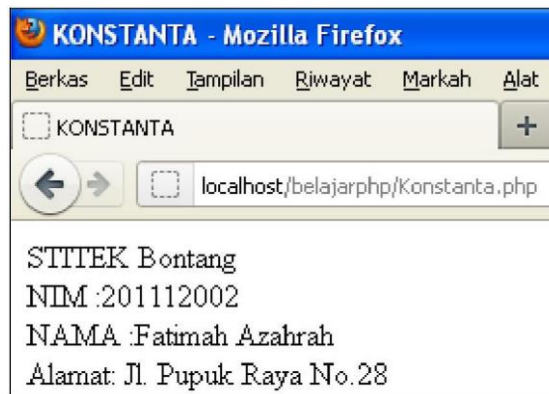 KONSTANTA - Mozilla Firefox
Berkas Edit Tampilan Riwayat Markah Alat
KONSTANTA +
localhost/belajarphp/Konstanta.php
STITEK Bontang
NIM :201112002
NAMA :Fatimah Azahrah
Alamat: Jl. Pupuk Raya No.28